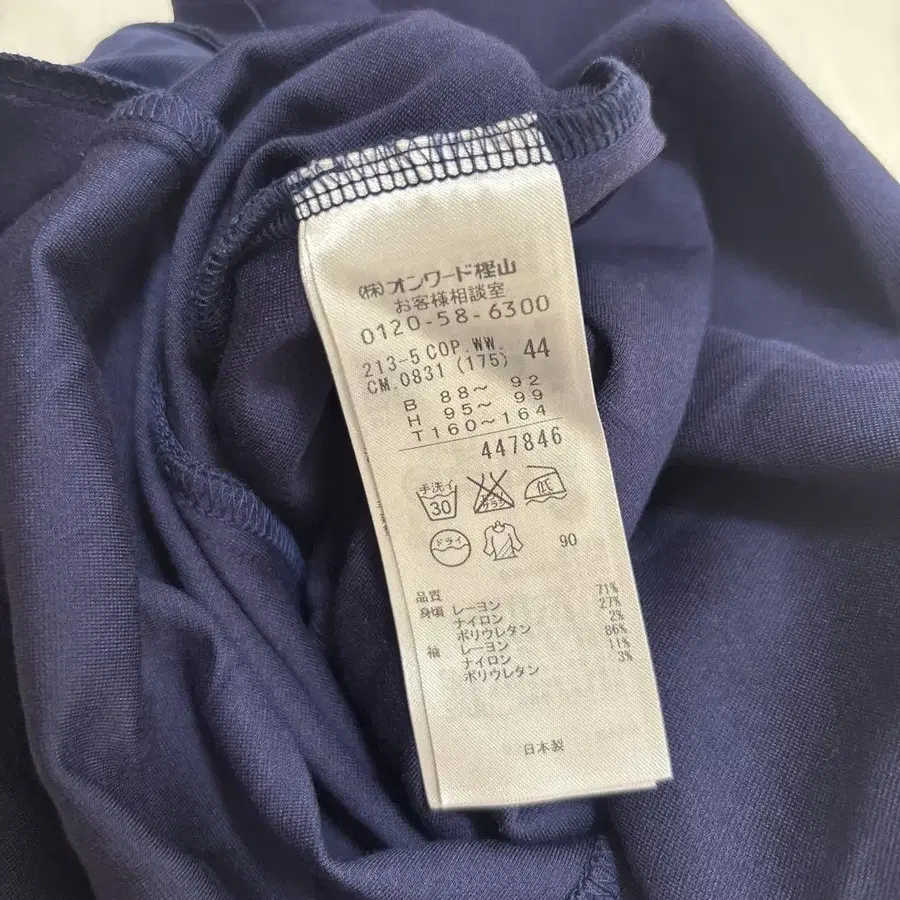 (株)オンワード樫山
お客様相談室
0120-58-6300
213-5 COP.WW. 44
CM.0831 (175)
B 88～ 92
H 95～ 99
T160～164
447846
手洗イ
30
低
ドライ
90
品質
身頃 レーヨン 71%
ナイロン 27%
ポリウレタン 2%
袖 レーヨン 86%
ナイロン 11%
ポリウレタン 3%
日本製